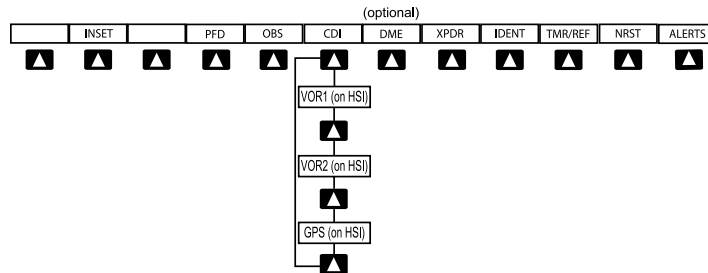 (optional)
INSET PFD OBS CDI DME XPDR IDENT TMR/REF NRST ALERTS
VOR1 (on HSI)
VOR2 (on HSI)
GPS (on HSI)